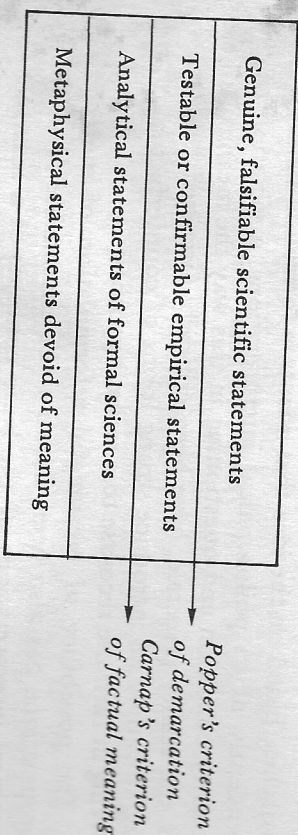 Genuine, falsifiable scientific statements
Testable or confirmable empirical statements
Analytical statements of formal sciences
Metaphysical statements devoid of meaning
Popper's criterion
of demarcation
Carnap's criterion
of factual meaning